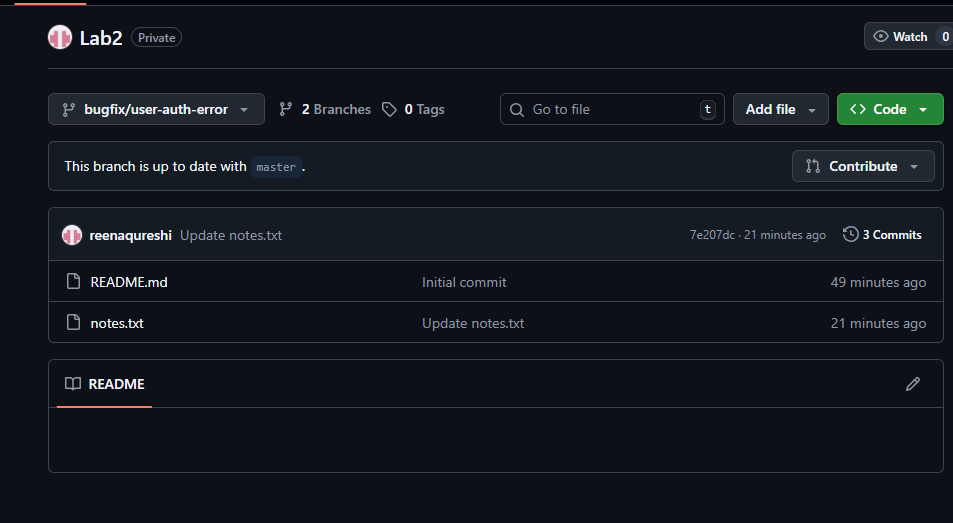 Lab2 Private Watch 0
bugfix/user-auth-error 2 Branches 0 Tags Go to file t Add file Code
This branch is up to date with master . Contribute
reenaqureshi Update notes.txt 7e207dc · 21 minutes ago 3 Commits
README.md Initial commit 49 minutes ago
notes.txt Update notes.txt 21 minutes ago
README